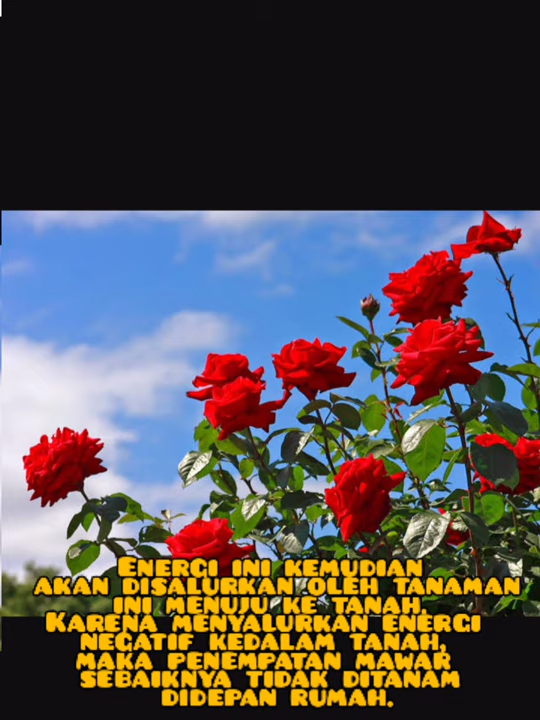 Energi ini kemudian
akan disalurkan oleh tanaman
ini menuju ke tanah.
Karena menyalurkan energi
negatif kedalam tanah,
maka penempatan mawar
sebaiknya tidak ditanam
didepan rumah.